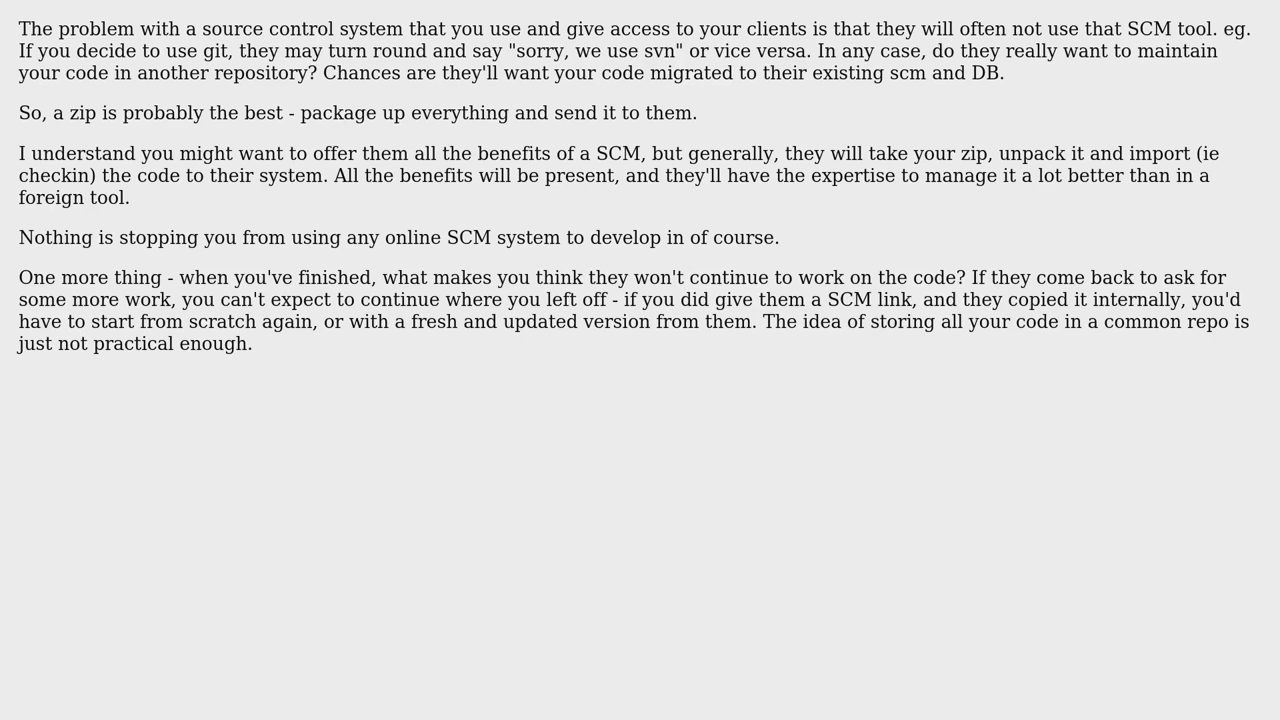 The problem with a source control system that you use and give access to your clients is that they will often not use that SCM tool. eg.
If you decide to use git, they may turn round and say "sorry, we use svn" or vice versa. In any case, do they really want to maintain
your code in another repository? Chances are they'll want your code migrated to their existing scm and DB.
So, a zip is probably the best - package up everything and send it to them.
I understand you might want to offer them all the benefits of a SCM, but generally, they will take your zip, unpack it and import (ie
checkin) the code to their system. All the benefits will be present, and they'll have the expertise to manage it a lot better than in a
foreign tool.
Nothing is stopping you from using any online SCM system to develop in of course.
One more thing - when you've finished, what makes you think they won't continue to work on the code? If they come back to ask for
some more work, you can't expect to continue where you left off - if you did give them a SCM link, and they copied it internally, you'd
have to start from scratch again, or with a fresh and updated version from them. The idea of storing all your code in a common repo is
just not practical enough.